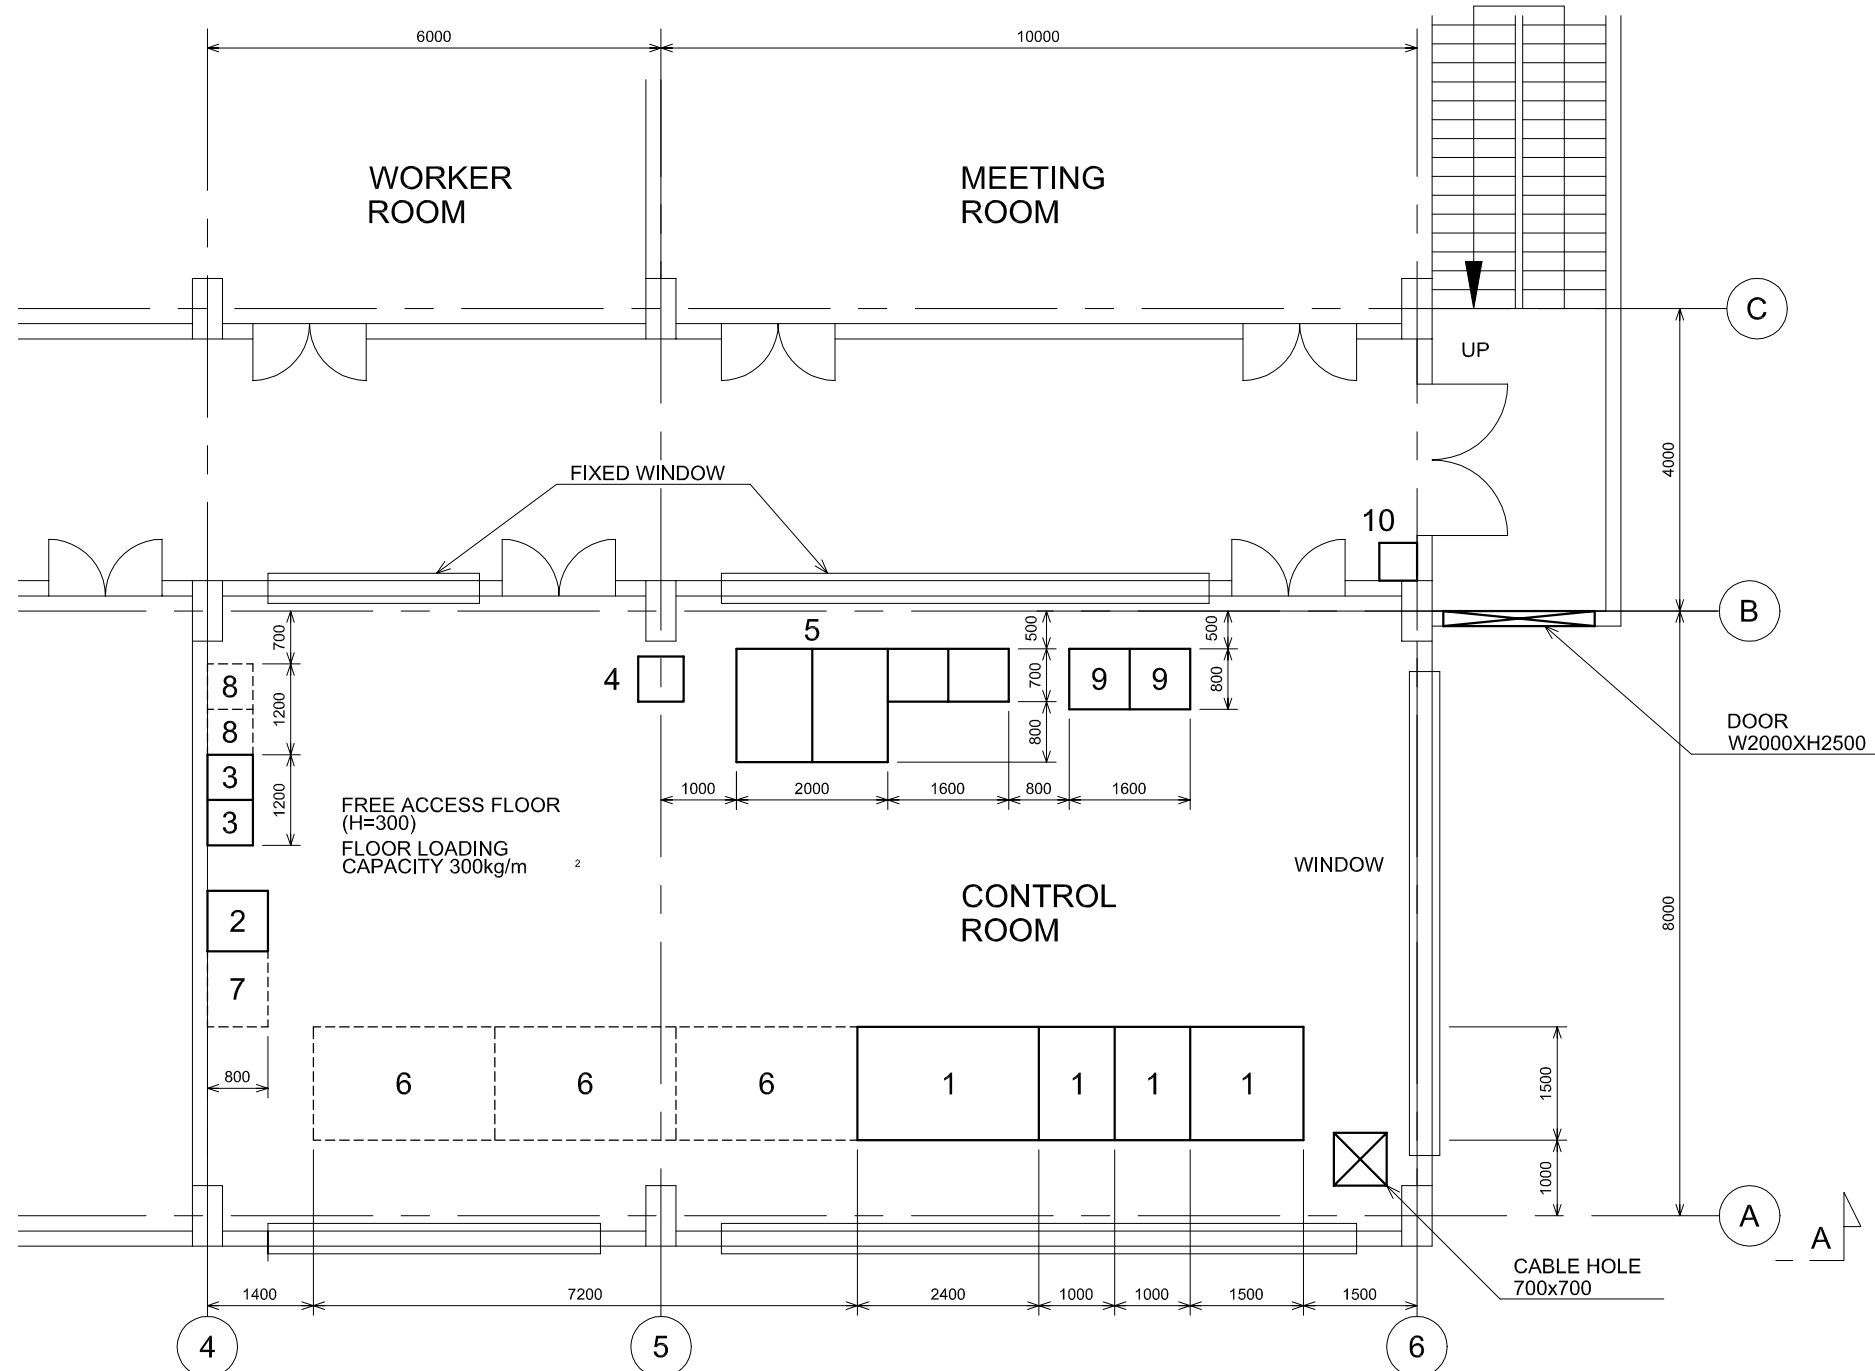 6000
10000
WORKER
ROOM
MEETING
ROOM
C
UP
4000
FIXED WINDOW
10
B
700
5
500
500
4
700
9
9
800
8
1200
8
800
DOOR
W2000XH2500
3
1200
3
1000
2000
1600
800
1600
FREE ACCESS FLOOR
(H=300)
FLOOR LOADING
CAPACITY 300kg/m 2
WINDOW
8000
2
CONTROL
ROOM
7
800
6
6
6
1
1
1
1
1500
1000
A
A
CABLE HOLE
700x700
1400
7200
2400
1000
1000
1500
1500
4
5
6